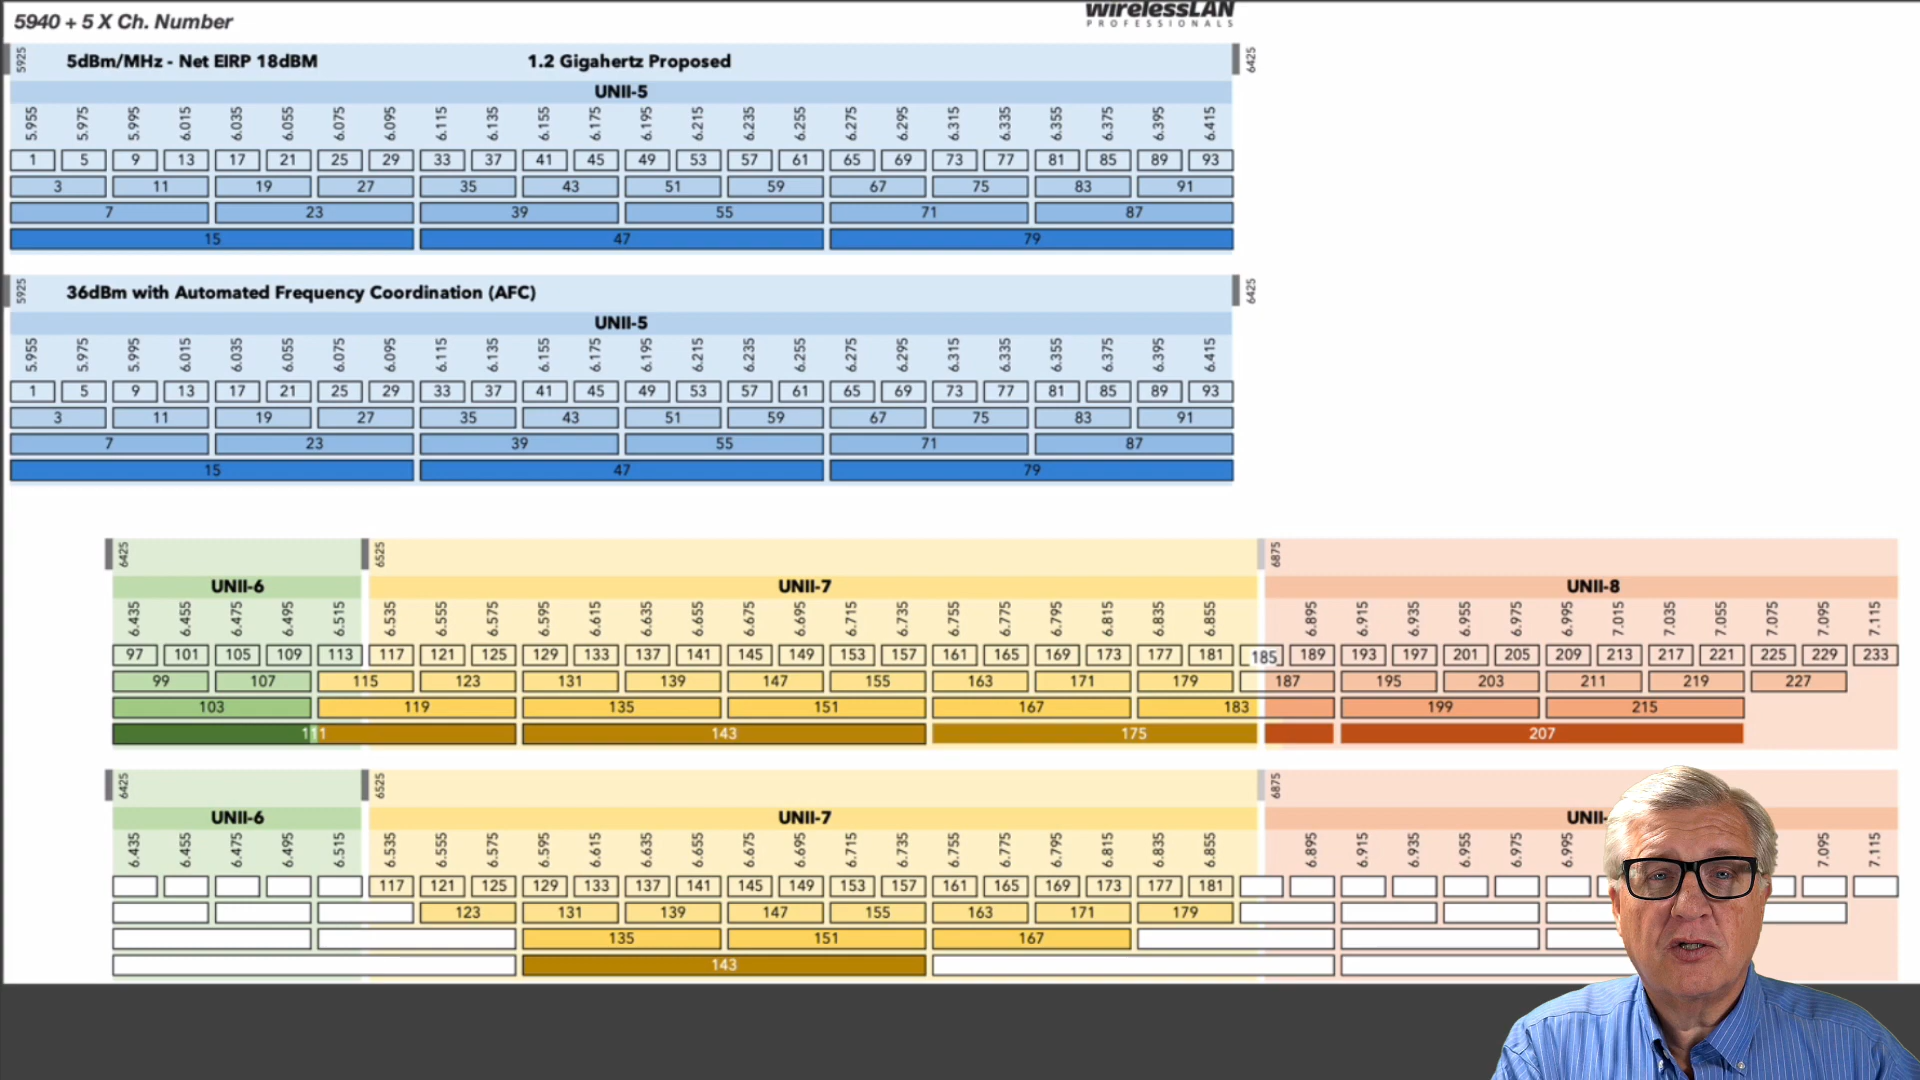 5940 + 5 X Ch. Number
wirelessLAN
PROFESSIONALS
5925 5dBm/MHz - Net EIRP 18dBM 1.2 Gigahertz Proposed 6425
UNII-5
5.955 5.975 5.995 6.015 6.035 6.055 6.075 6.095 6.115 6.135 6.155 6.175 6.195 6.215 6.235 6.255 6.275 6.295 6.315 6.335 6.355 6.375 6.395 6.415
1 5 9 13 17 21 25 29 33 37 41 45 49 53 57 61 65 69 73 77 81 85 89 93
3 11 19 27 35 43 51 59 67 75 83 91
7 23 39 55 71 87
15 47 79
5925 36dBm with Automated Frequency Coordination (AFC) 6425
UNII-5
5.955 5.975 5.995 6.015 6.035 6.055 6.075 6.095 6.115 6.135 6.155 6.175 6.195 6.215 6.235 6.255 6.275 6.295 6.315 6.335 6.355 6.375 6.395 6.415
1 5 9 13 17 21 25 29 33 37 41 45 49 53 57 61 65 69 73 77 81 85 89 93
3 11 19 27 35 43 51 59 67 75 83 91
7 23 39 55 71 87
15 47 79
6425 6525 6875
UNII-6 UNII-7 UNII-8
6.435 6.455 6.475 6.495 6.515 6.535 6.555 6.575 6.595 6.615 6.635 6.655 6.675 6.695 6.715 6.735 6.755 6.775 6.795 6.815 6.835 6.855 6.895 6.915 6.935 6.955 6.975 6.995 7.015 7.035 7.055 7.075 7.095 7.115
97 101 105 109 113 117 121 125 129 133 137 141 145 149 153 157 161 165 169 173 177 181 185 189 193 197 201 205 209 213 217 221 225 229 233
99 107 115 123 131 139 147 155 163 171 179 187 195 203 211 219 227
103 119 135 151 167 183 199 215
111 143 175 207
6425 6525 6875
UNII-6 UNII-7 UNII-
6.435 6.455 6.475 6.495 6.515 6.535 6.555 6.575 6.595 6.615 6.635 6.655 6.675 6.695 6.715 6.735 6.755 6.775 6.795 6.815 6.835 6.855 6.895 6.915 6.935 6.955 6.975 6.995 7.095 7.115
117 121 125 129 133 137 141 145 149 153 157 161 165 169 173 177 181
123 131 139 147 155 163 171 179
135 151 167
143